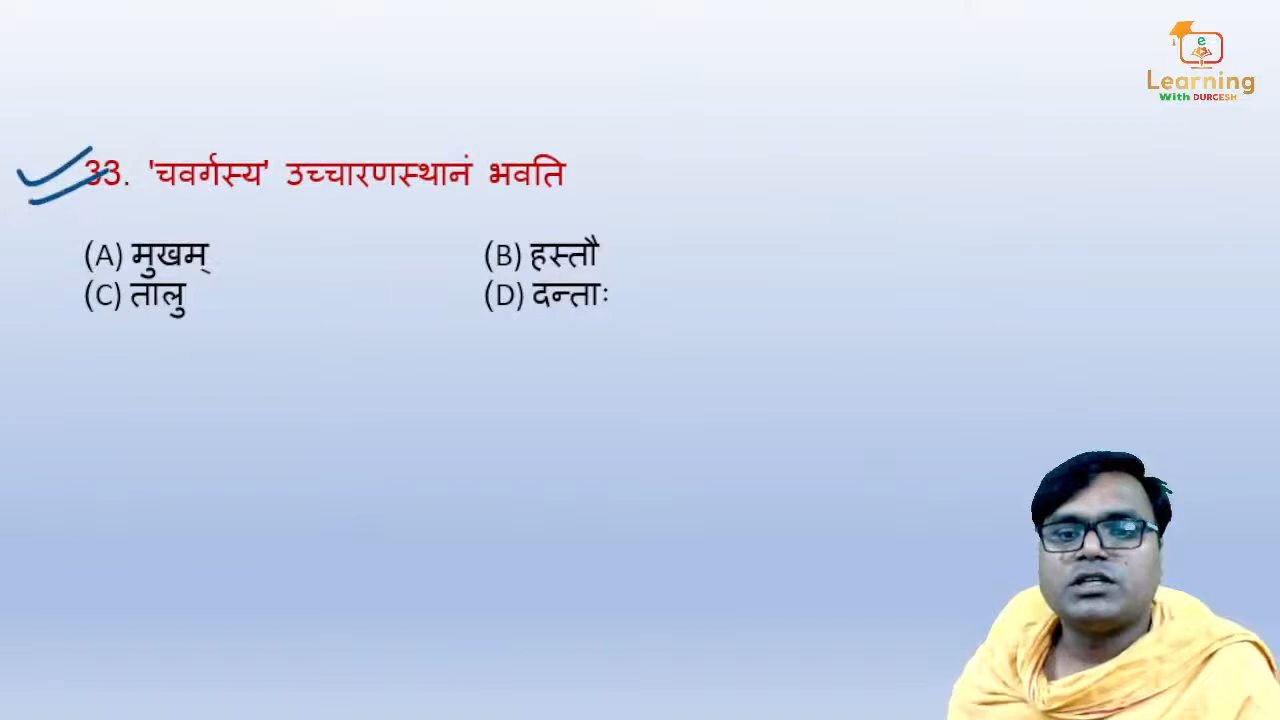 e
Learning
With DURGESH
33. 'चवर्गस्य' उच्चारणस्थानं भवति
(A) मुखम् (B) हस्तौ
(C) तालु (D) दन्ताः